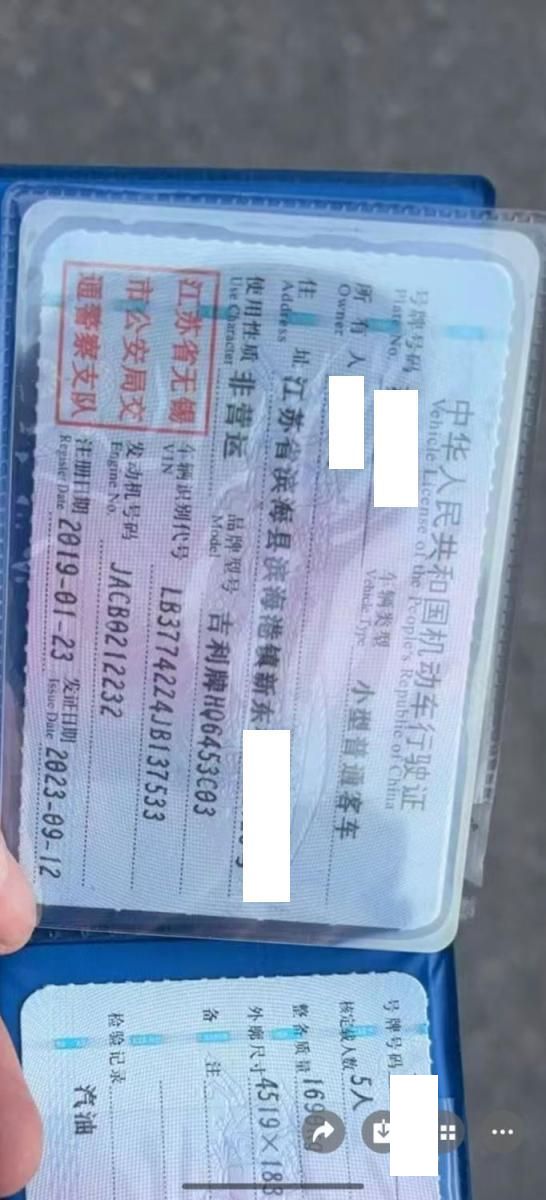 中华人民共和国机动车行驶证
Vehicle License of the People's Republic of China
号牌号码
Plate No.
车辆类型 小型普通客车
Vehicle Type
所有人
Owner
住址 江苏省滨海县滨海港镇新东
Address
使用性质 非营运
Use Character
品牌型号 吉利牌HQ6453C03
Model
江苏省无锡
市公安局交
通警察支队
车辆识别代号 LB37742Z4JB137533
VIN
发动机号码 JACB0212232
Engine No.
注册日期 2019-01-23
Register Date
发证日期 2023-09-12
Issue Date
号牌号码
核定载人数 5人
整备质量 169
外廓尺寸 4519×188
备注
检验记录
汽油